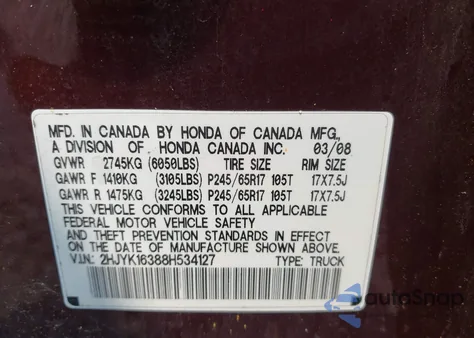 MFD. IN CANADA BY HONDA OF CANADA MFG.,
A DIVISION OF HONDA CANADA INC. 03/08
GVWR 2745KG (6050LBS) TIRE SIZE RIM SIZE
GAWR F 1410KG (3105LBS) P245/65R17 105T 17X7.5J
GAWR R 1475KG (3245LBS) P245/65R17 105T 17X7.5J
THIS VEHICLE CONFORMS TO ALL APPLICABLE
FEDERAL MOTOR VEHICLE SAFETY
AND THEFT PREVENTION STANDARDS IN EFFECT
ON THE DATE OF MANUFACTURE SHOWN ABOVE.
V.I.N: 2HJYK16388H534127 TYPE: TRUCK
autoSnap